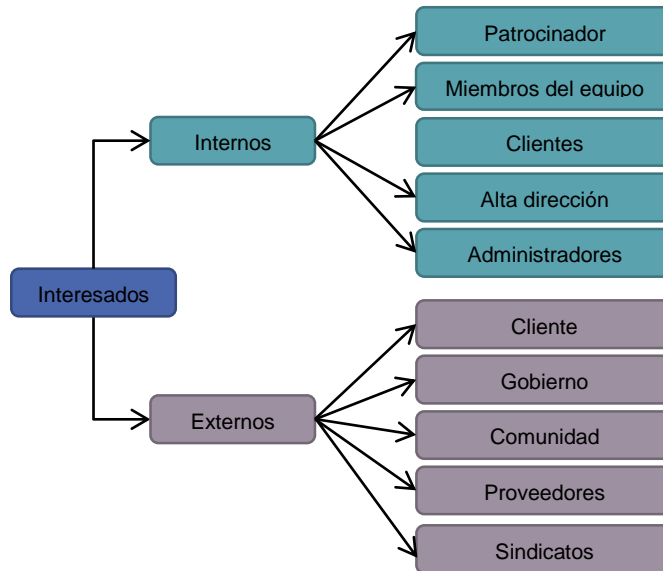 Patrocinador
Miembros del equipo
Internos
Clientes
Alta dirección
Administradores
Interesados
Cliente
Gobierno
Externos
Comunidad
Proveedores
Sindicatos